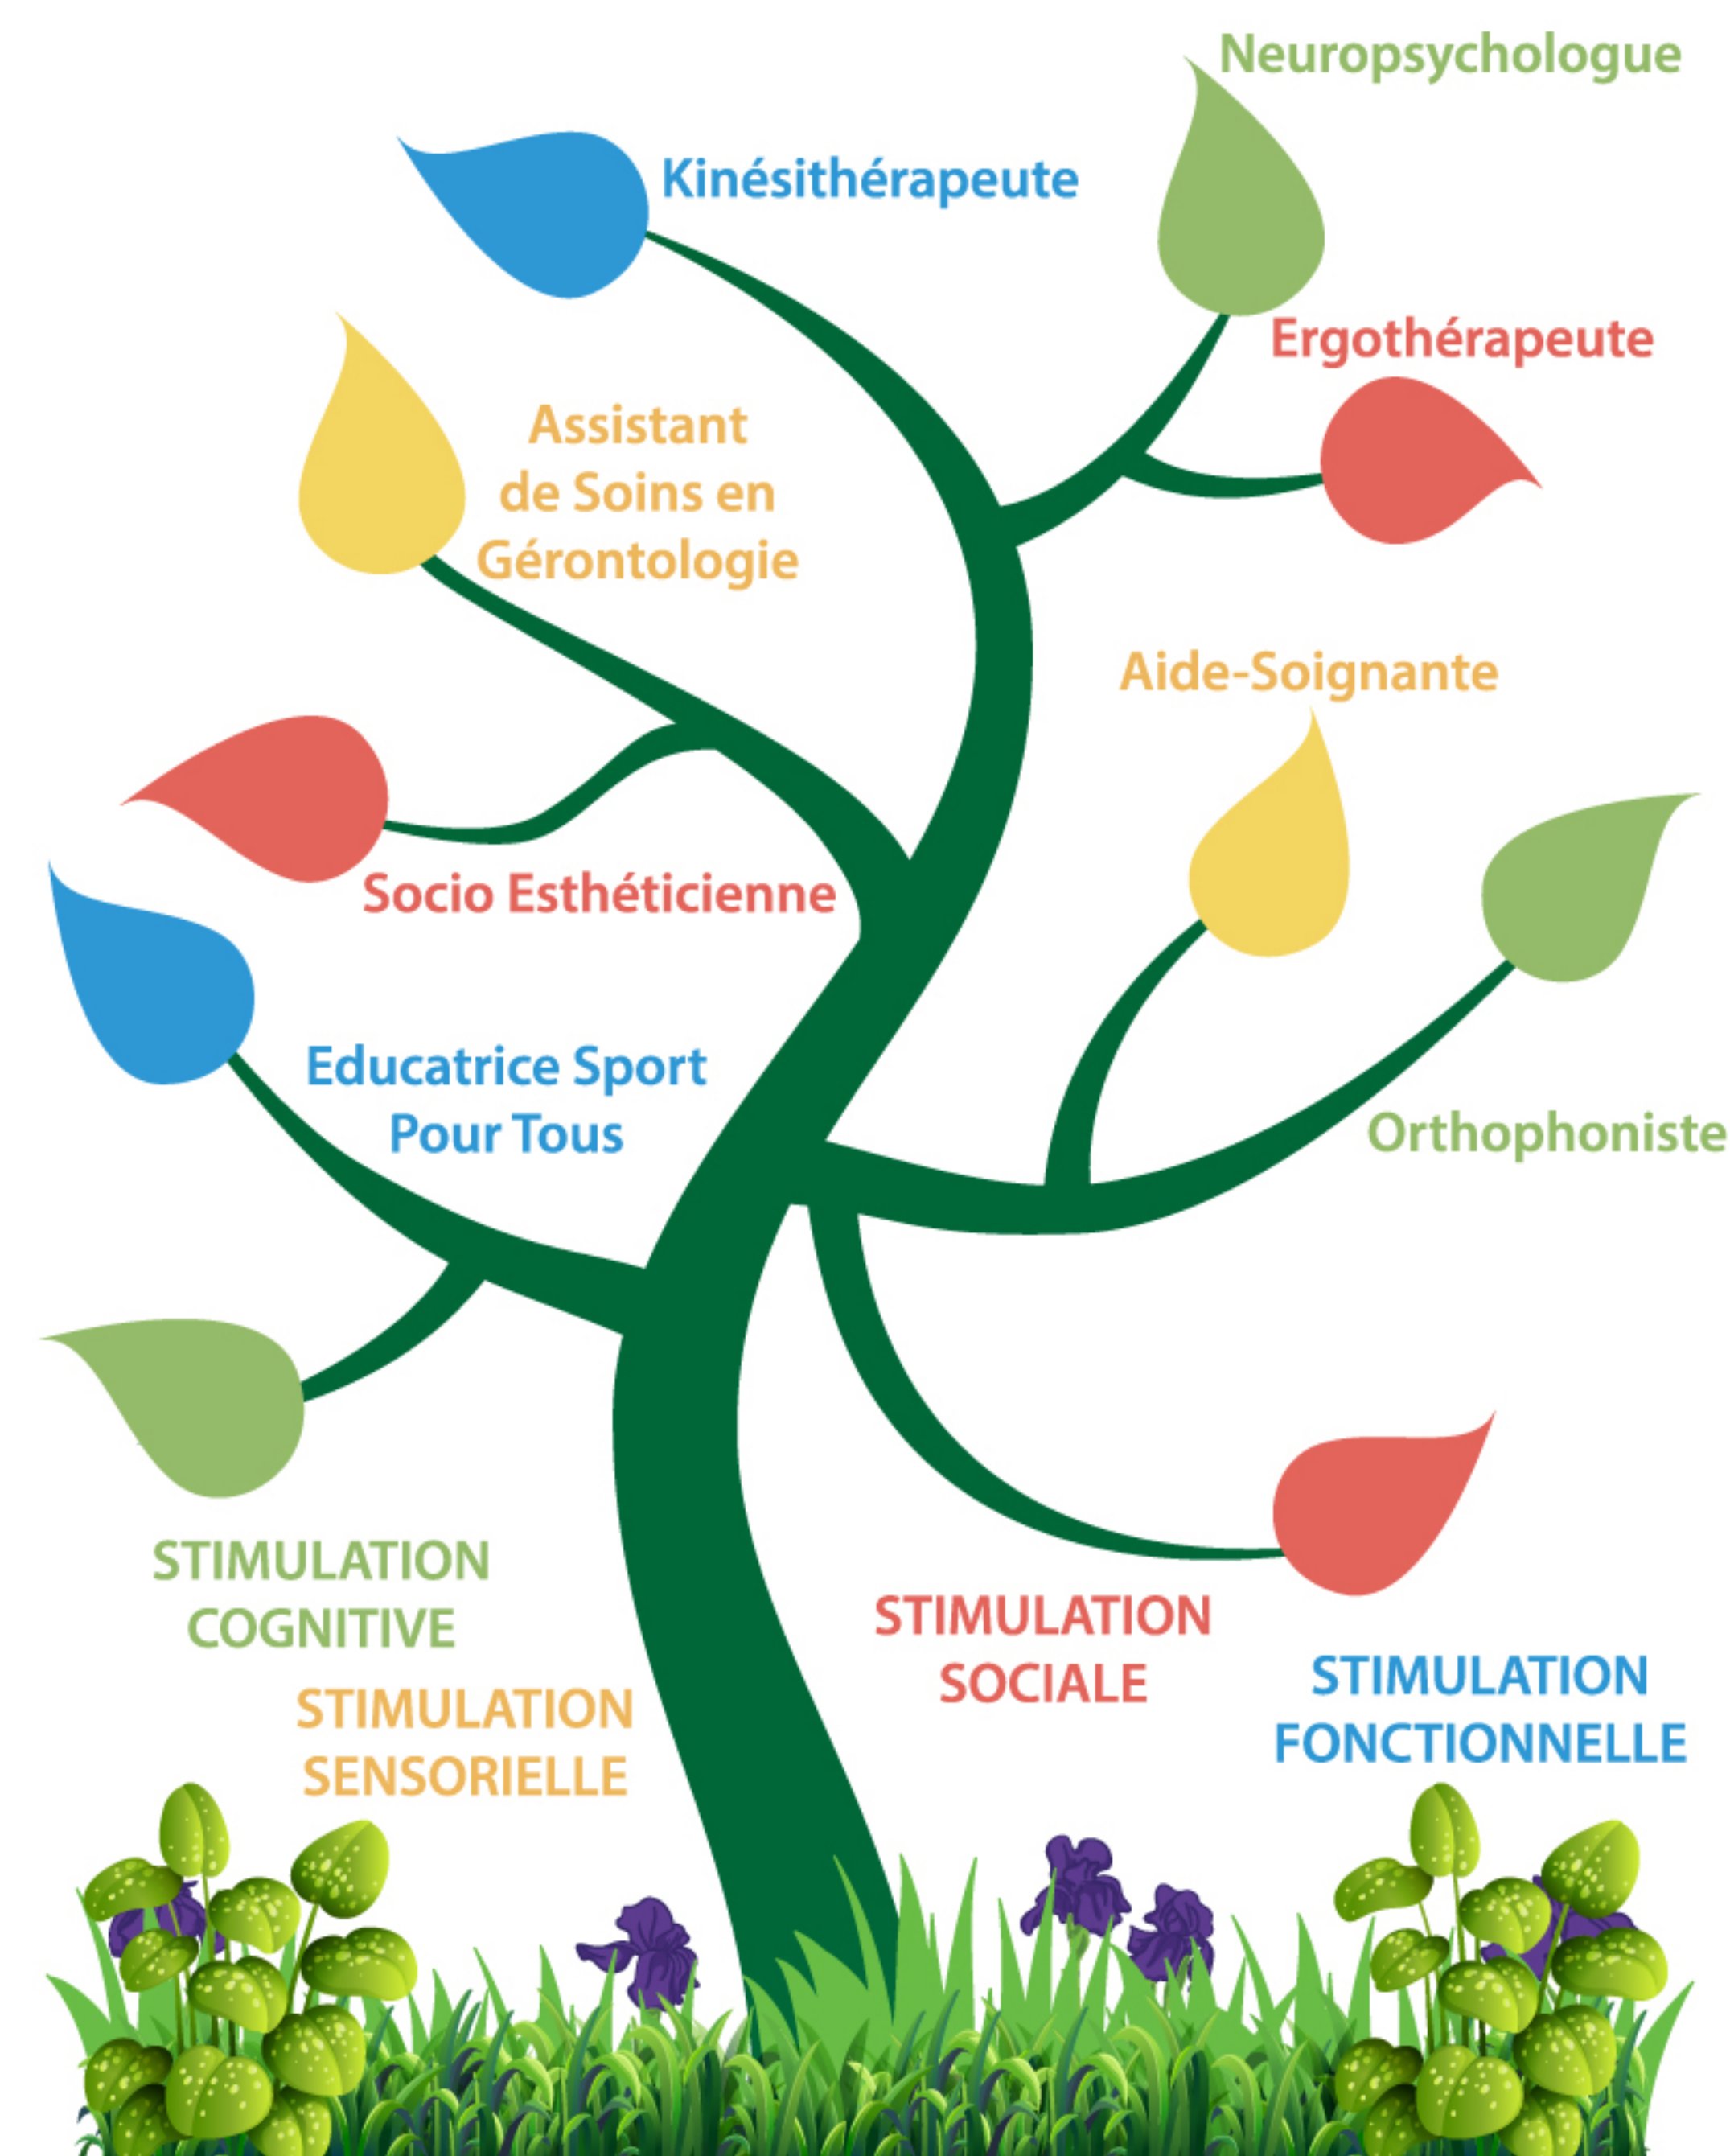 Neuropsychologue
Kinésithérapeute
Ergothérapeute
Assistant
de Soins en
Gérontologie
Aide-Soignante
Socio Esthéticienne
Educatrice Sport
Pour Tous
Orthophoniste
STIMULATION
COGNITIVE
STIMULATION
SENSORIELLE
STIMULATION
SOCIALE
STIMULATION
FONCTIONNELLE